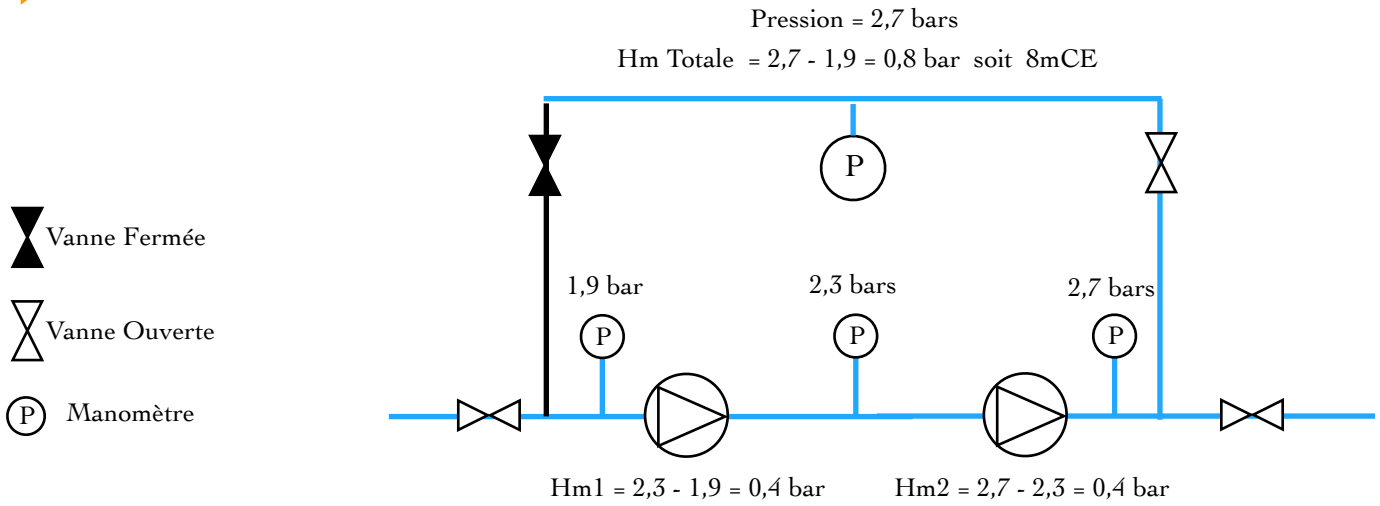 Pression = 2,7 bars
Hm Totale = 2,7 - 1,9 = 0,8 bar soit 8mCE
P
Vanne Fermée
1,9 bar
2,3 bars
2,7 bars
Vanne Ouverte
P
P
P
P Manomètre
Hm1 = 2,3 - 1,9 = 0,4 bar
Hm2 = 2,7 - 2,3 = 0,4 bar